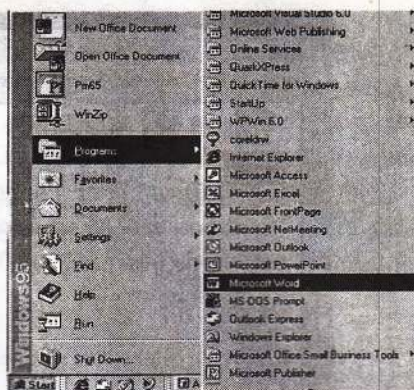 New Office Document
Open Office Document
Pm65
WinZip
Programs
Favorites
Documents
Settings
Find
Help
Run
Shut Down...
Windows95
Start
A
Microsoft Visual Studio 6.0
Microsoft Web Publishing
Online Services
QuarkXPress
QuickTime for Windows
StartUp
WPWin 6.0
coreldrw
Internet Explorer
Microsoft Access
Microsoft Excel
Microsoft FrontPage
Microsoft NetMeeting
Microsoft Outlook
Microsoft PowerPoint
Microsoft Word
MS-DOS Prompt
Outlook Express
Windows Explorer
Microsoft Office Small Business Tools
Microsoft Publisher